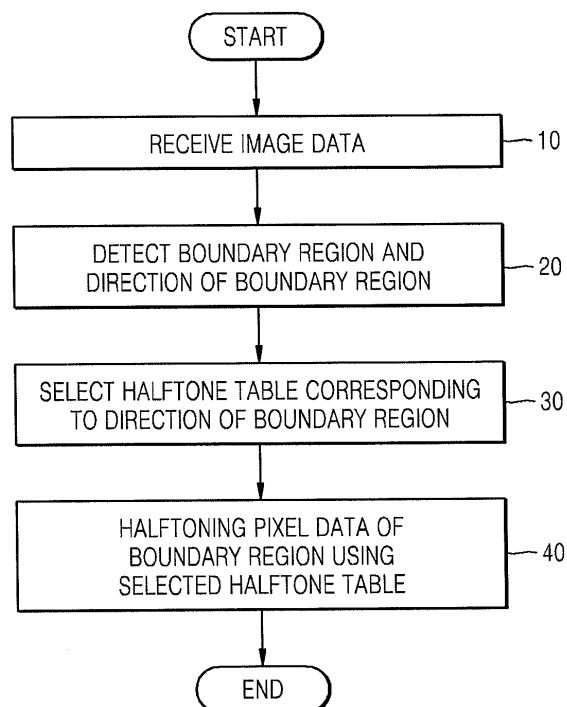 START
RECEIVE IMAGE DATA
10
DETECT BOUNDARY REGION AND
DIRECTION OF BOUNDARY REGION
20
SELECT HALFTONE TABLE CORRESPONDING
TO DIRECTION OF BOUNDARY REGION
30
HALFTONING PIXEL DATA OF
BOUNDARY REGION USING
SELECTED HALFTONE TABLE
40
END